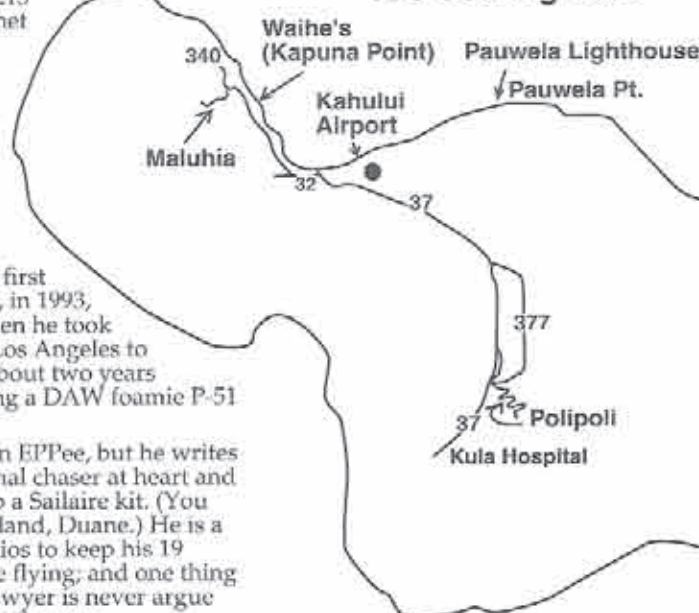 net
340
Waihe's
(Kapuna Point)
Pauwela Lighthouse
Pauwela Pt.
Kahului
Airport
Maluhia
32
37
377
37
Polipoli
Kula Hospital
first
, in 1993,
en he took
Los Angeles to
bout two years
ng a DAW foamie P-51
n EPPee, but he writes
nal chaser at heart and
p a Sailaire kit. (You
land, Duane.) He is a
ios to keep his 19
e flying; and one thing
wyer is never argue